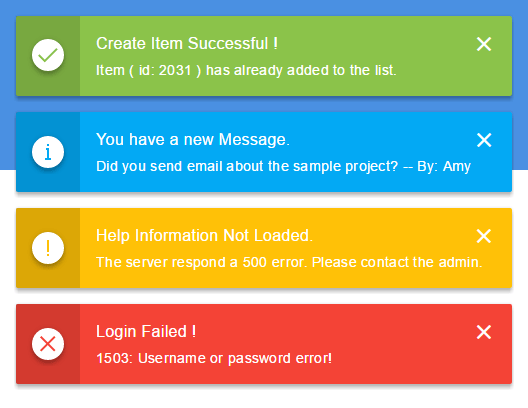 Create Item Successful !
Item ( id: 2031 ) has already added to the list.
You have a new Message.
Did you send email about the sample project? -- By: Amy
Help Information Not Loaded.
The server respond a 500 error. Please contact the admin.
Login Failed !
1503: Username or password error!